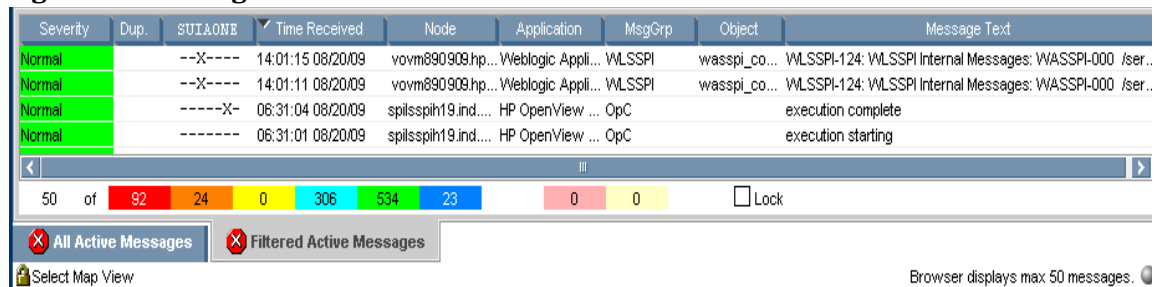 Severity Dup. SUIAONE Time Received Node Application MsgGrp Object Message Text
Normal --X---- 14:01:15 08/20/09 vovm890909.hp... Weblogic Appli... WLSSPI wasspi_co... WLSSPI-124: WLSSPI Internal Messages: WASSPI-000 /ser..
Normal --X---- 14:01:11 08/20/09 vovm890909.hp... Weblogic Appli... WLSSPI wasspi_co... WLSSPI-124: WLSSPI Internal Messages: WASSPI-000 /ser..
Normal -----X- 06:31:04 08/20/09 spilsspih19.ind.... HP OpenView ... OpC execution complete
Normal ------- 06:31:01 08/20/09 spilsspih19.ind.... HP OpenView ... OpC execution starting
50 of 92 24 0 306 534 23 0 0 Lock
All Active Messages Filtered Active Messages
Select Map View Browser displays max 50 messages.